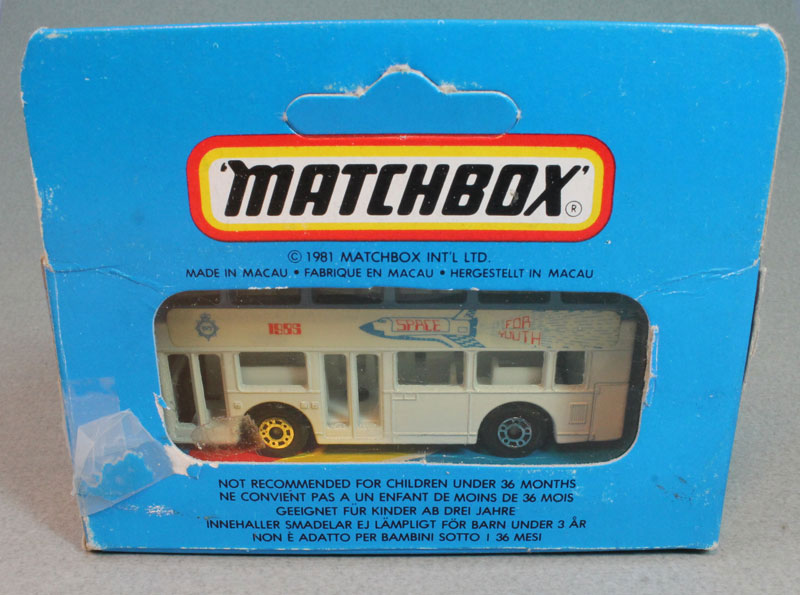 'MATCHBOX'®
© 1981 MATCHBOX INT'L LTD.
MADE IN MACAU • FABRIQUE EN MACAU • HERGESTELLT IN MACAU
1985 SPACE FOR YOUTH
NOT RECOMMENDED FOR CHILDREN UNDER 36 MONTHS
NE CONVIENT PAS A UN ENFANT DE MOINS DE 36 MOIS
GEEIGNET FÜR KINDER AB DREI JAHRE
INNEHALLER SMADELAR EJ LÄMPLIGT FÖR BARN UNDER 3 ÅR
NON È ADATTO PER BAMBINI SOTTO I 36 MESI